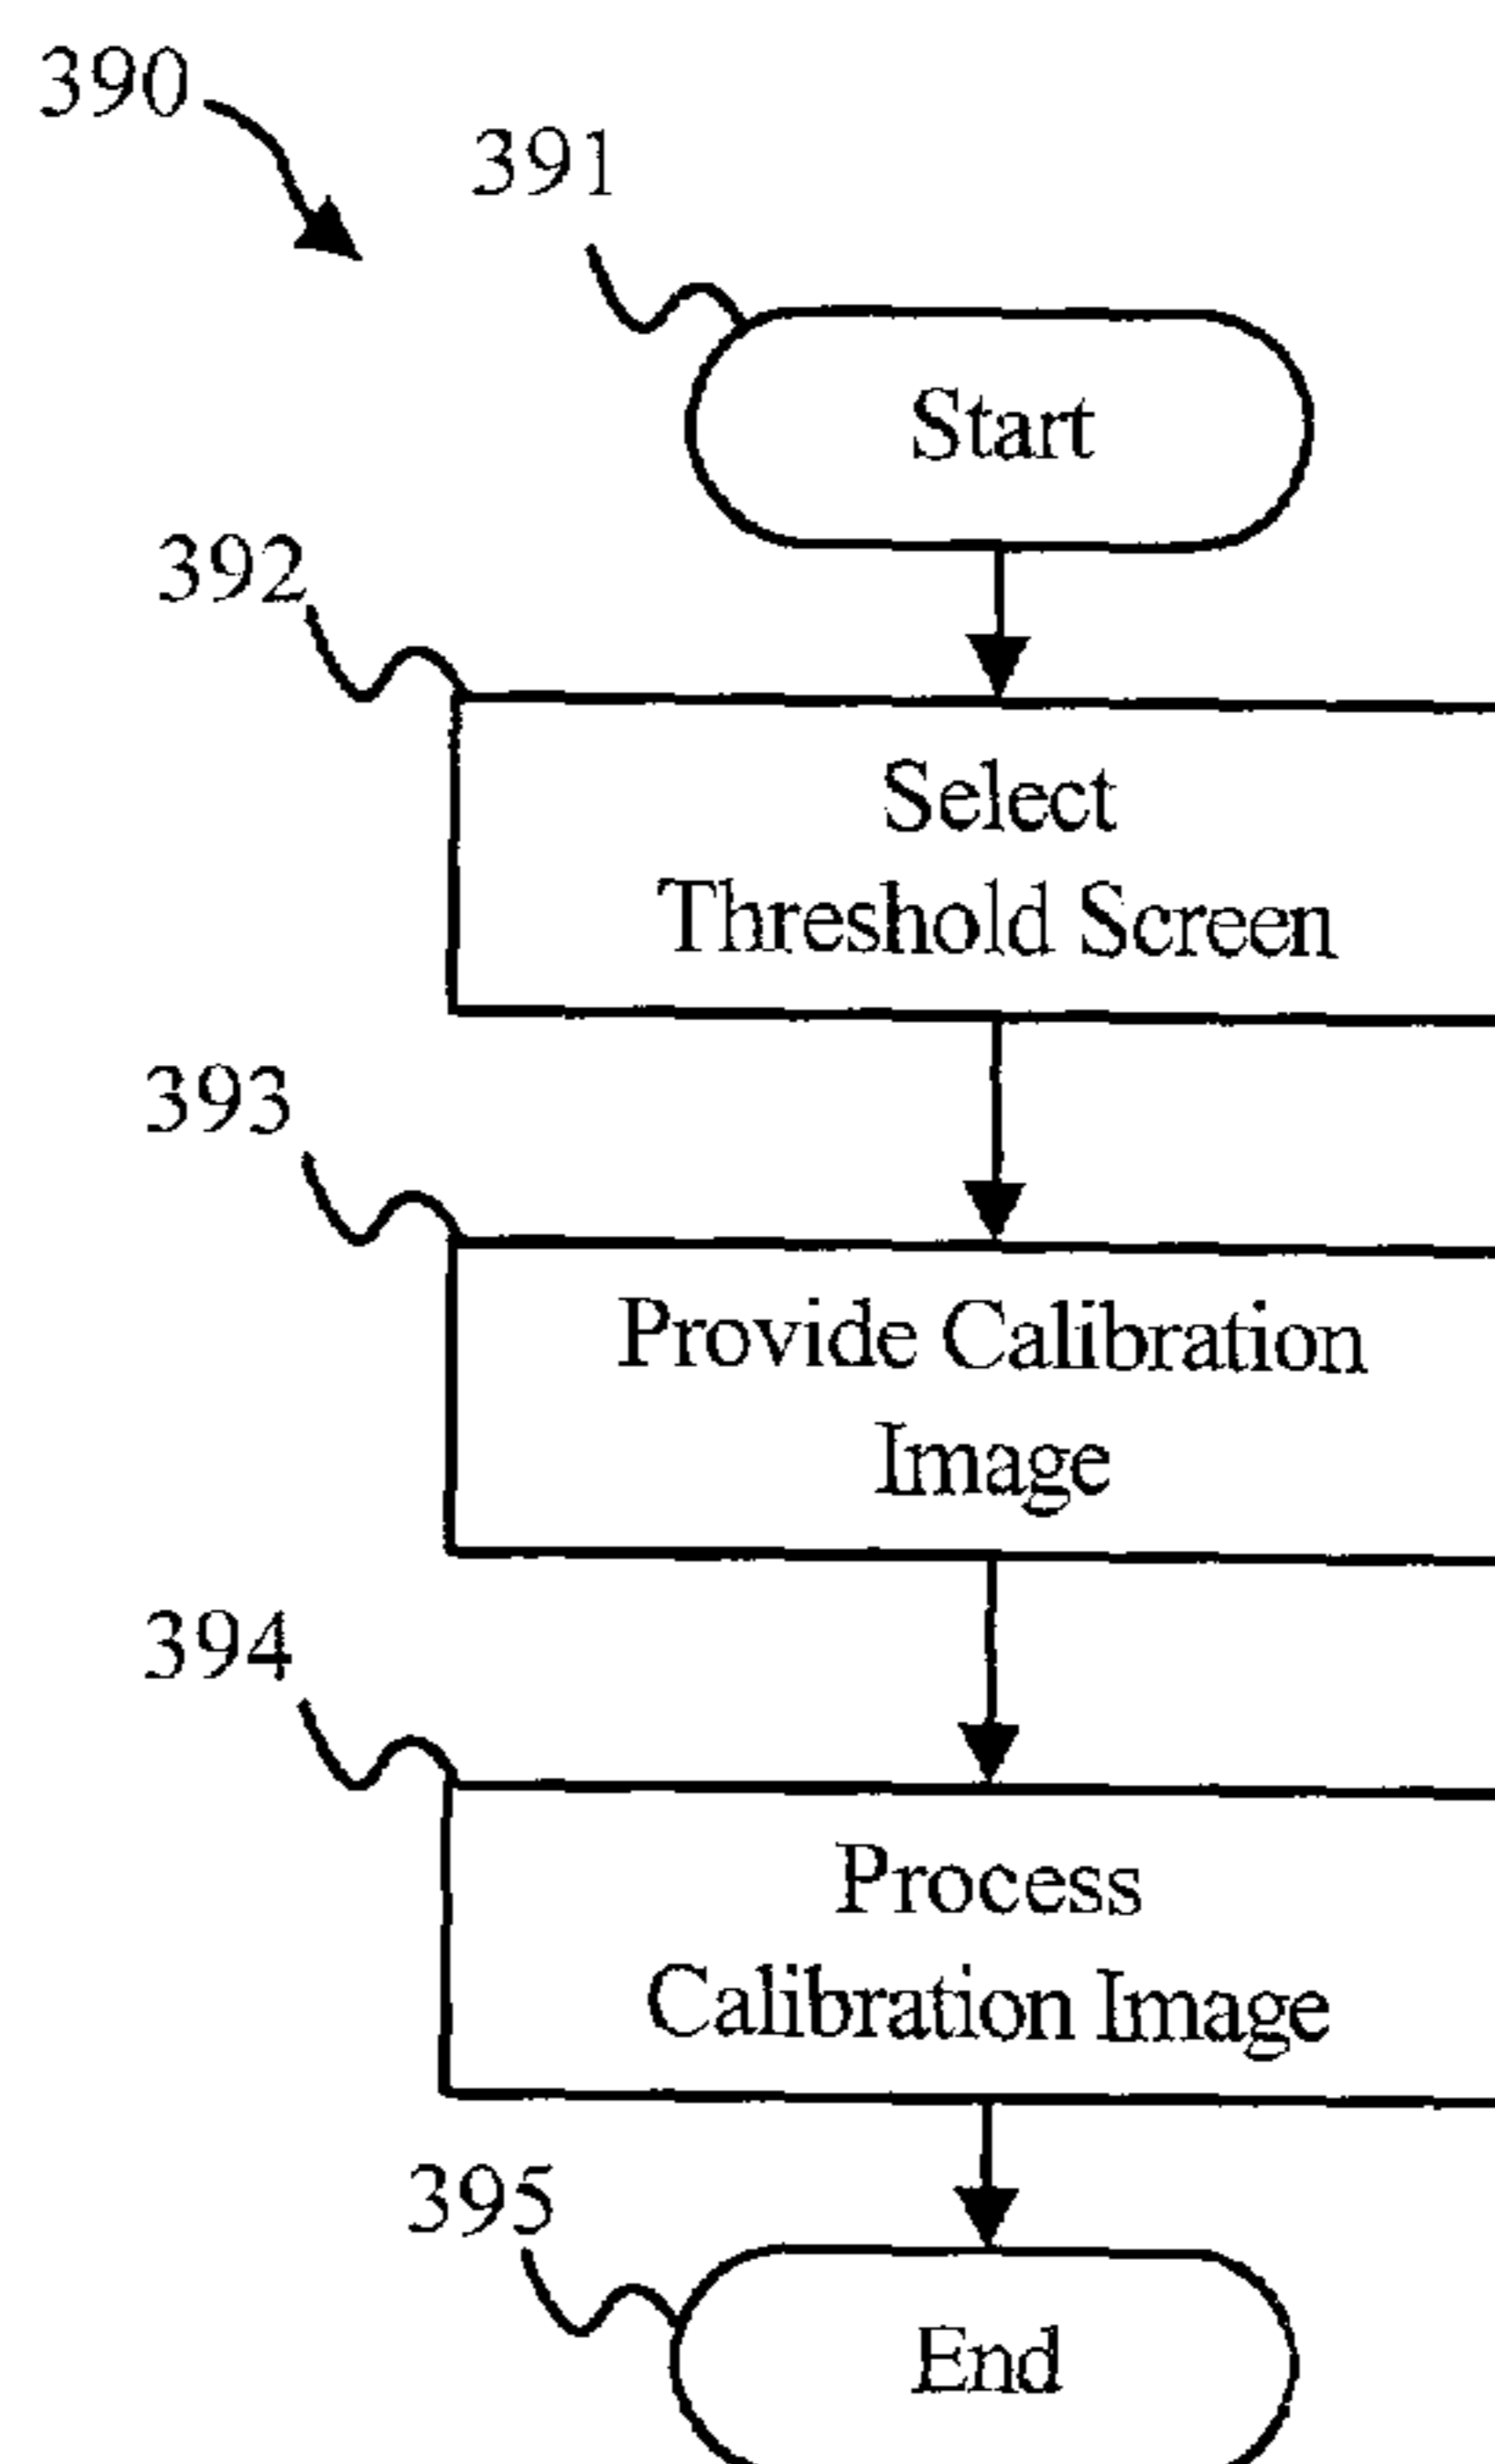 390
391
Start
392
Select
Threshold Screen
393
Provide Calibration
Image
394
Process
Calibration Image
395
End